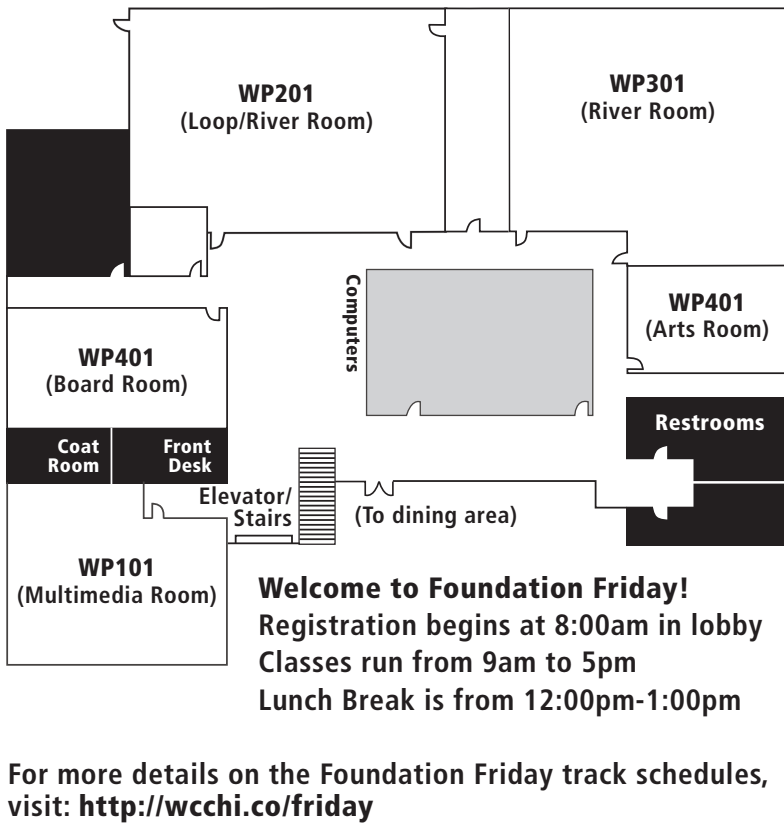 WP201
(Loop/River Room)
WP301
(River Room)
Computers
WP401
(Arts Room)
WP401
(Board Room)
Restrooms
Coat
Room
Front
Desk
Elevator/
Stairs
(To dining area)
WP101
(Multimedia Room)
Welcome to Foundation Friday!
Registration begins at 8:00am in lobby
Classes run from 9am to 5pm
Lunch Break is from 12:00pm-1:00pm
For more details on the Foundation Friday track schedules,
visit: http://wcchi.co/friday